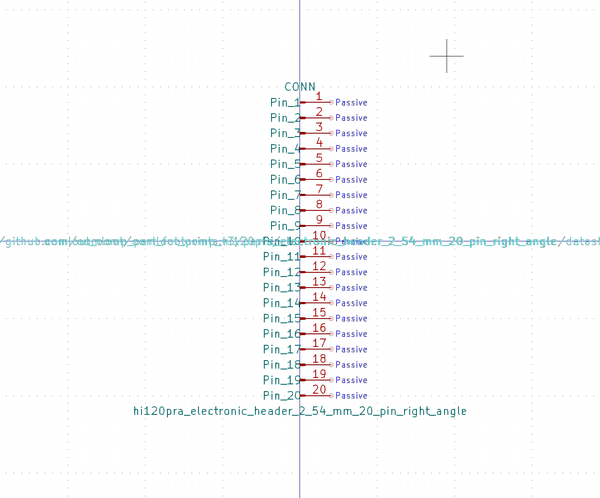 CONN
Pin_1 1 Passive
Pin_2 2 Passive
Pin_3 3 Passive
Pin_4 4 Passive
Pin_5 5 Passive
Pin_6 6 Passive
Pin_7 7 Passive
Pin_8 8 Passive
Pin_9 9 Passive
10
Pin_11 11 Passive
Pin_12 12 Passive
Pin_13 13 Passive
Pin_14 14 Passive
Pin_15 15 Passive
Pin_16 16 Passive
Pin_17 17 Passive
Pin_18 18 Passive
Pin_19 19 Passive
Pin_20 20 Passive
hi120pra_electronic_header_2_54_mm_20_pin_right_angle